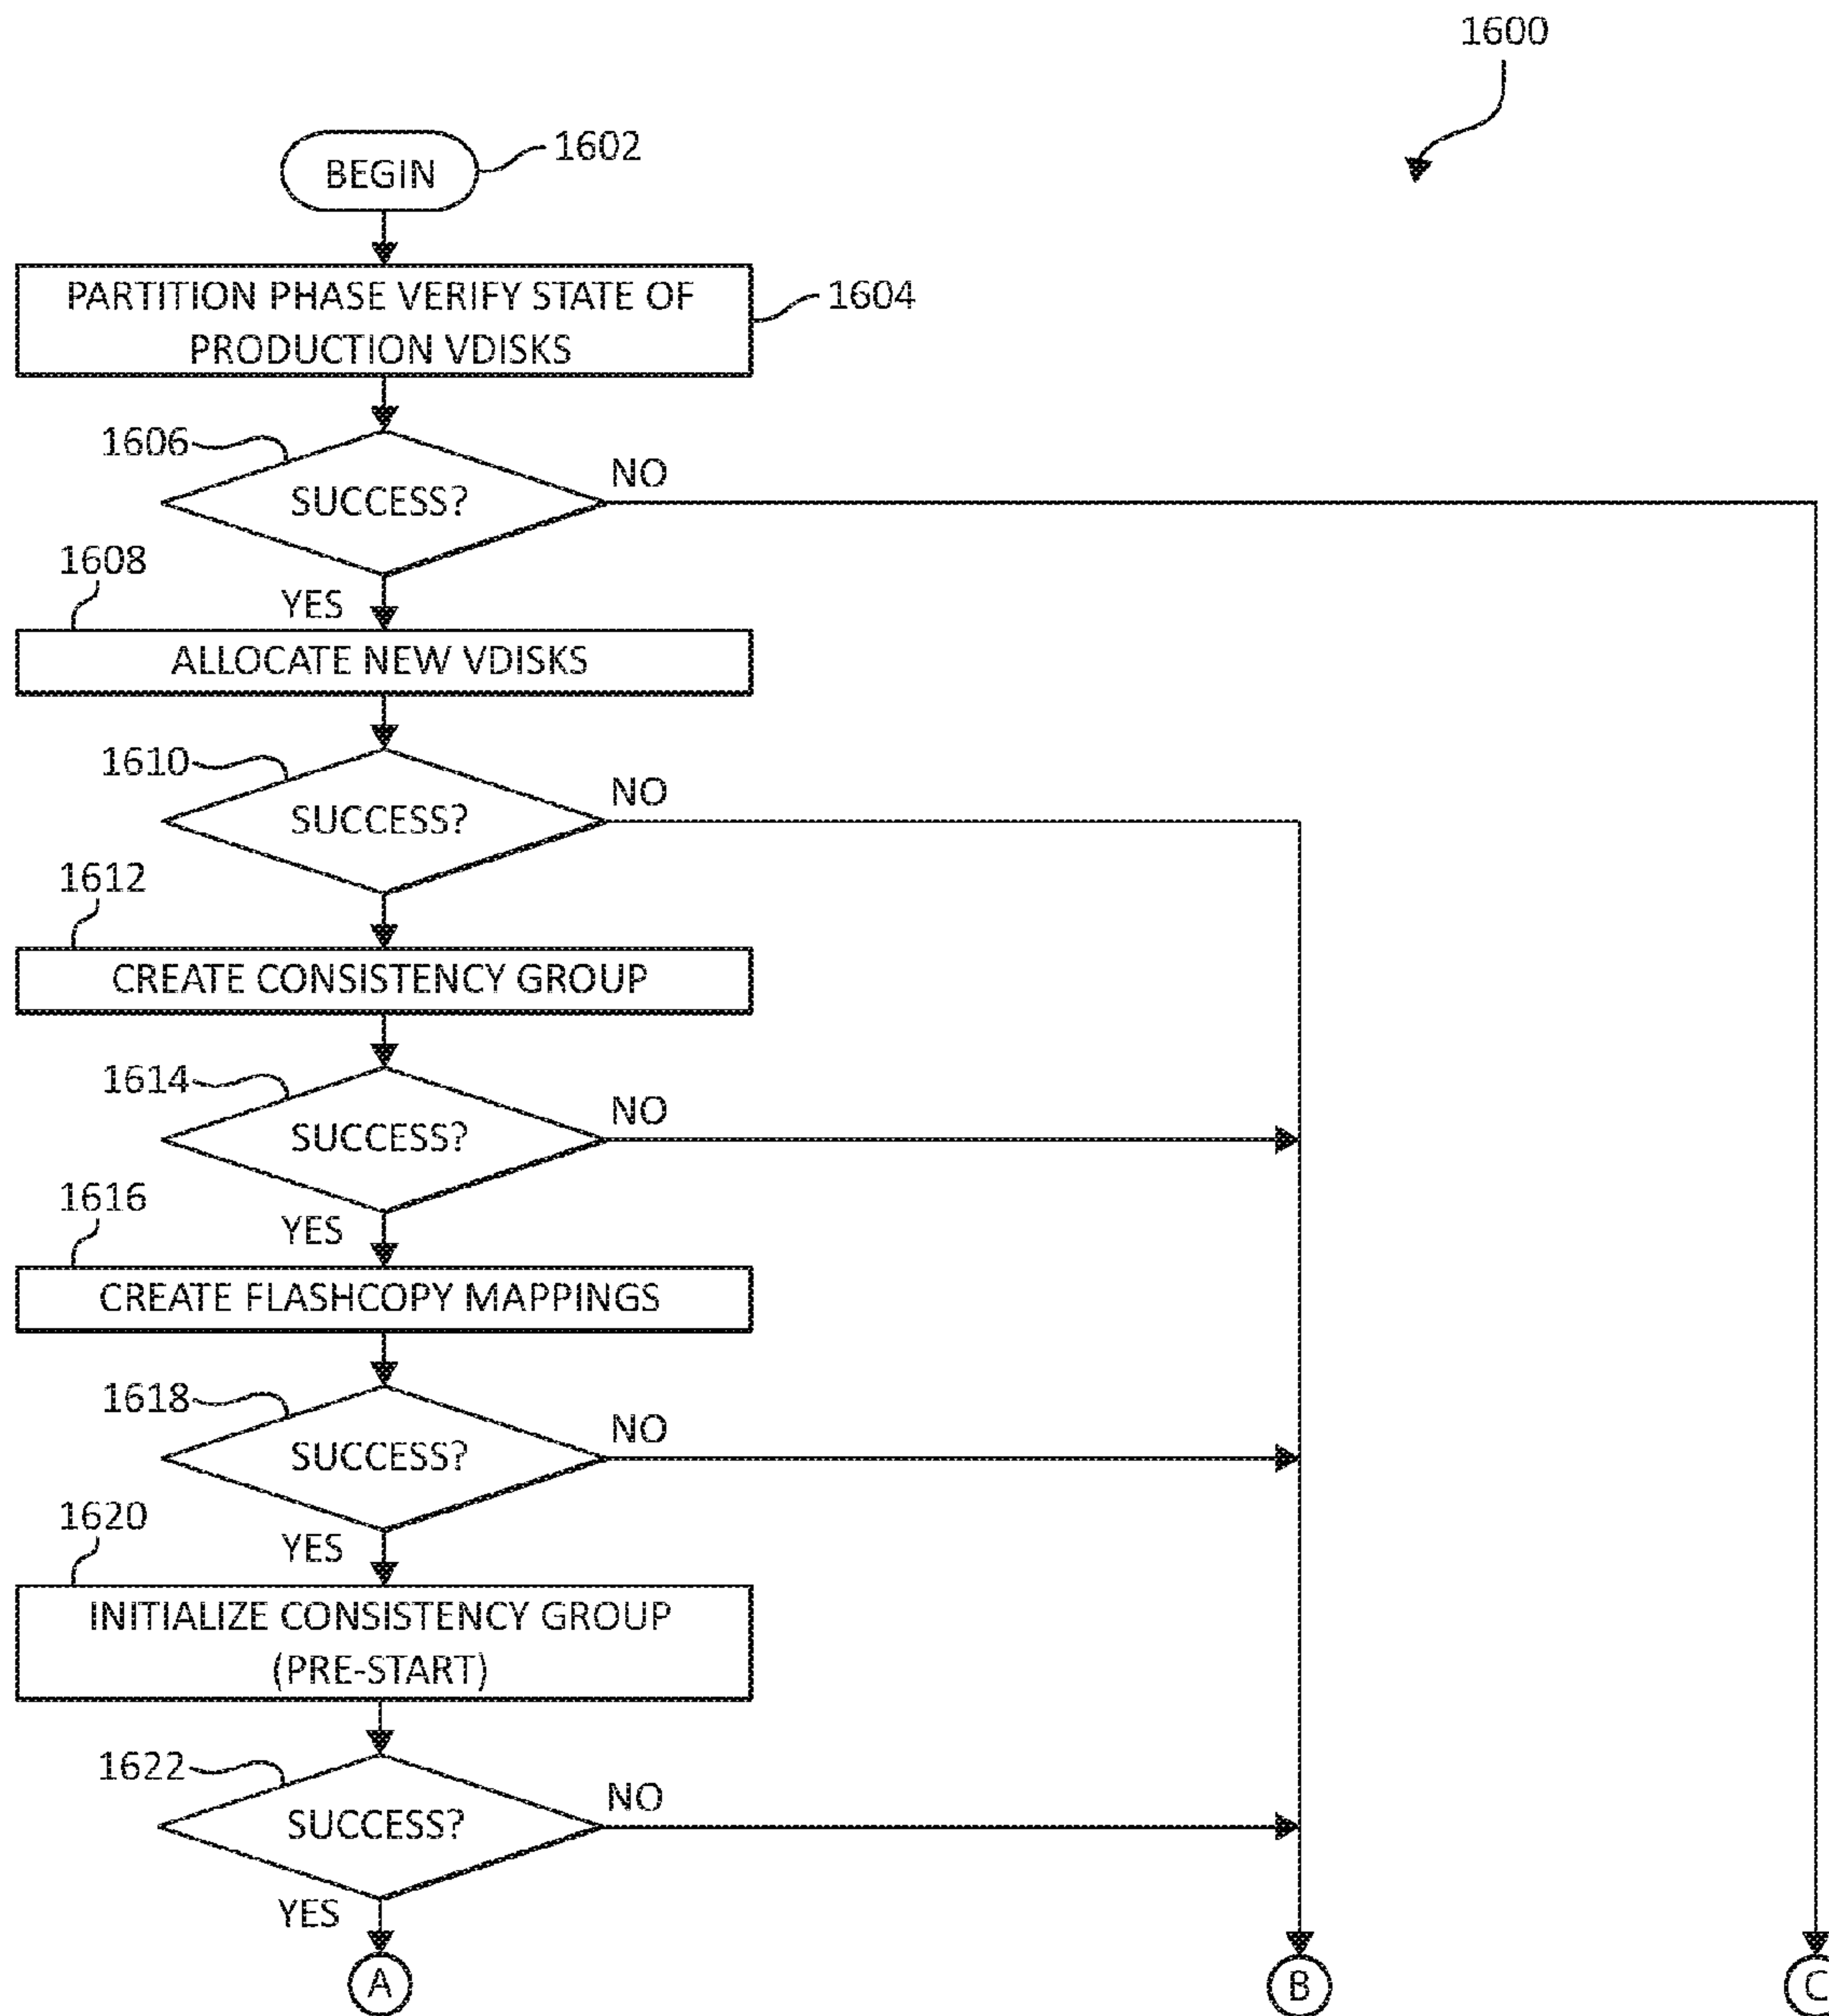 1600
BEGIN
1602
PARTITION PHASE VERIFY STATE OF
PRODUCTION VDISKS
1604
1606
SUCCESS?
NO
1608
YES
ALLOCATE NEW VDISKS
1610
SUCCESS?
NO
1612
CREATE CONSISTENCY GROUP
1614
SUCCESS?
NO
1616
YES
CREATE FLASHCOPY MAPPINGS
1618
SUCCESS?
NO
1620
YES
INITIALIZE CONSISTENCY GROUP
(PRE-START)
1622
SUCCESS?
NO
YES
A
B
C